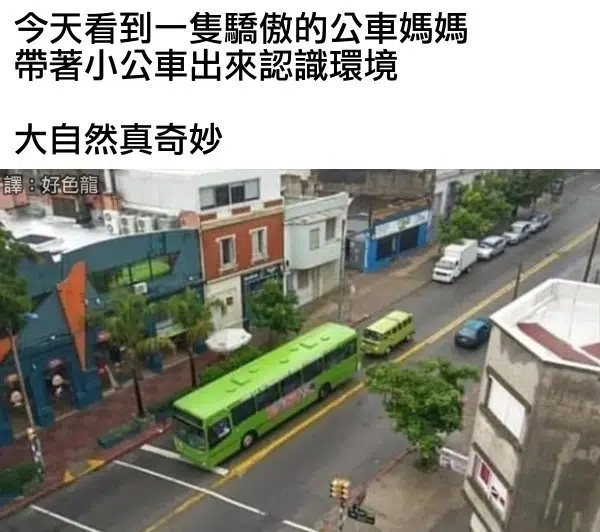 今天看到一隻驕傲的公車媽媽
帶著小公車出來認識環境
大自然真奇妙
譯：好色龍